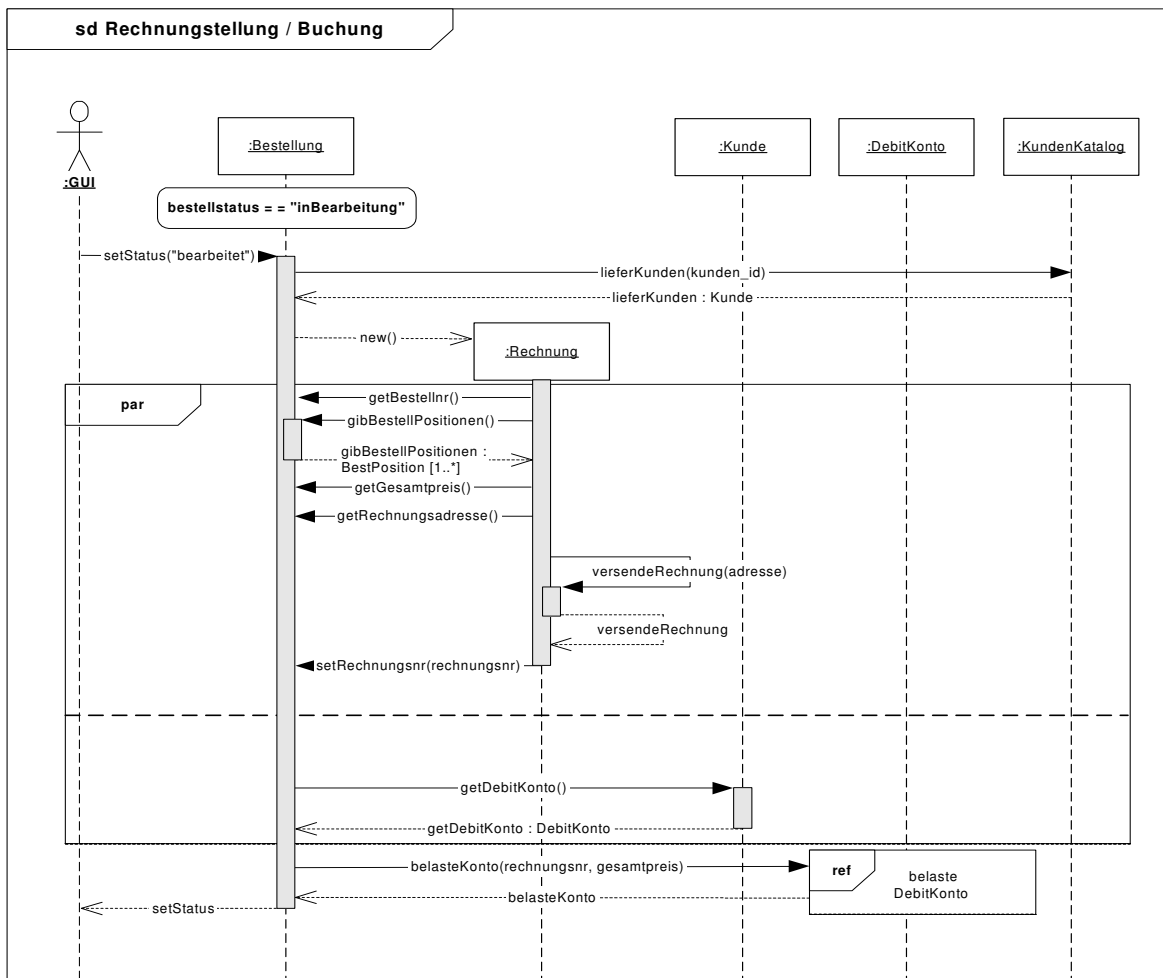 sd Rechnungstellung / Buchung
:GUI
:Bestellung
:Kunde
:DebitKonto
:KundenKatalog
bestellstatus = = "inBearbeitung"
setStatus("bearbeitet")
lieferKunden(kunden_id)
lieferKunden : Kunde
new()
:Rechnung
par
getBestellnr()
gibBestellPositionen()
gibBestellPositionen :
BestPosition [1..*]
getGesamtpreis()
getRechnungsadresse()
versendeRechnung(adresse)
versendeRechnung
setRechnungsnr(rechnungsnr)
getDebitKonto()
getDebitKonto : DebitKonto
belasteKonto(rechnungsnr, gesamtpreis)
ref
belaste
DebitKonto
belasteKonto
setStatus